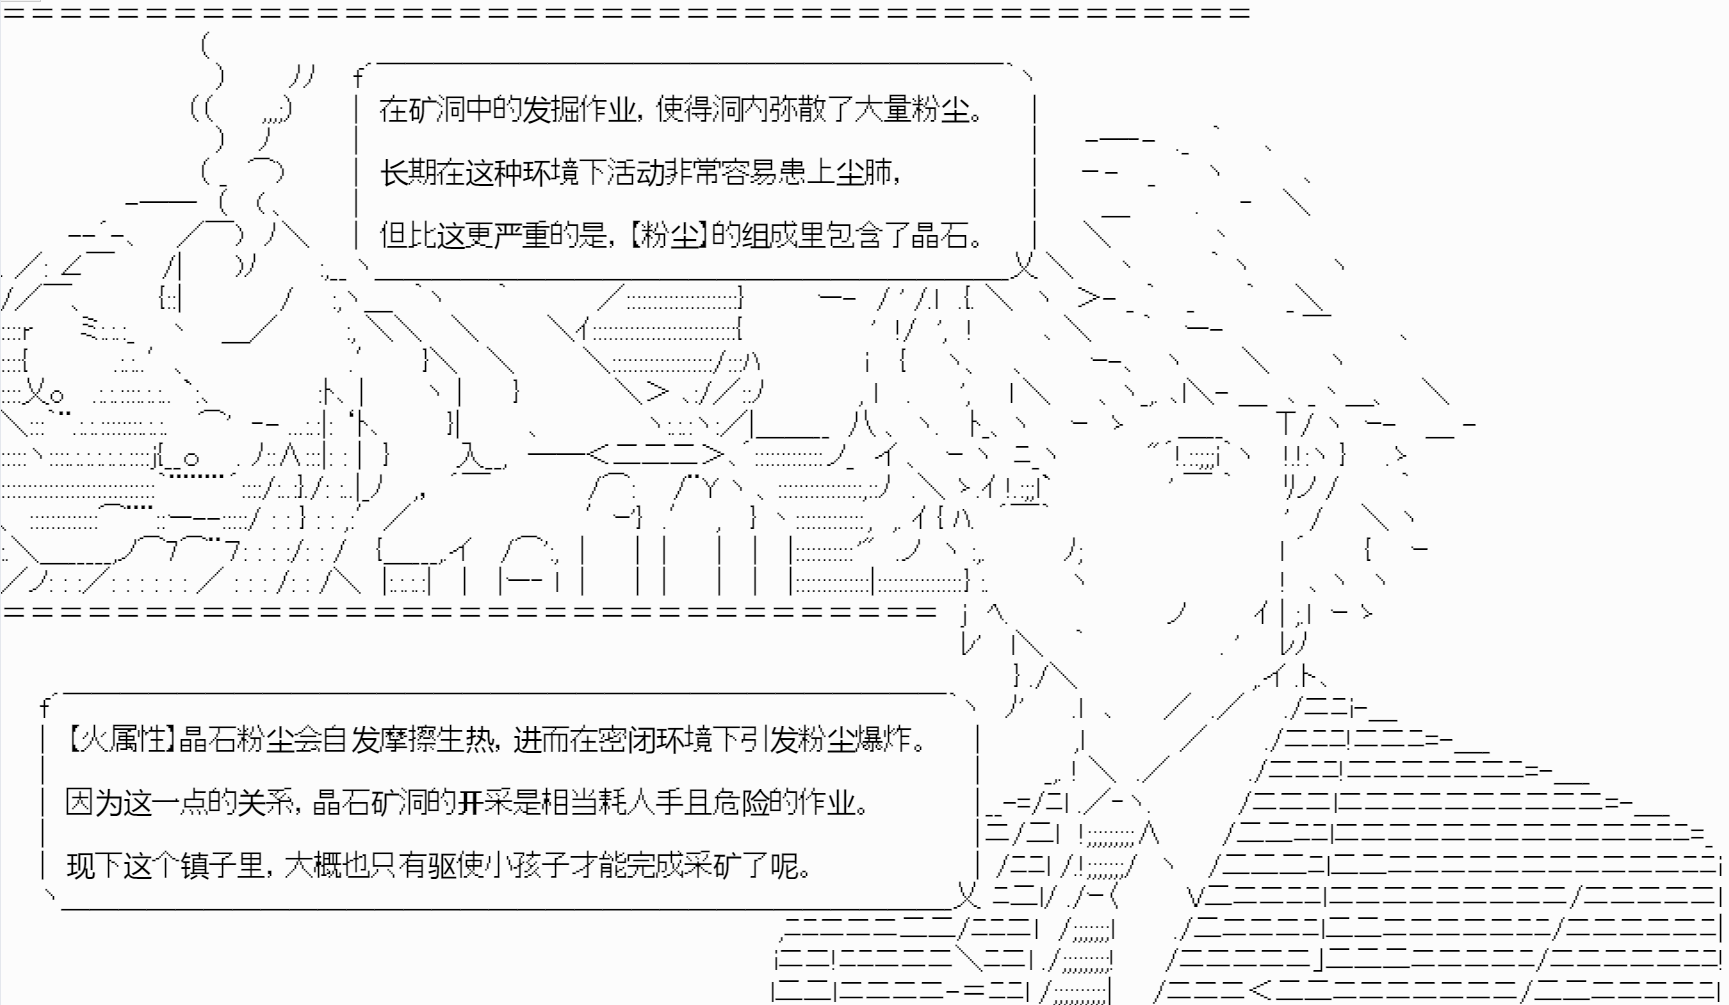 在矿洞中的发掘作业，使得洞内弥散了大量粉尘。
长期在这种环境下活动非常容易患上尘肺，
但比这更严重的是，【粉尘】的组成里包含了晶石。
【火属性】晶石粉尘会自发摩擦生热，进而在密闭环境下引发粉尘爆炸。
因为这一点的关系，晶石矿洞的开采是相当耗人手且危险的作业。
现下这个镇子里，大概也只有驱使小孩子才能完成采矿了呢。